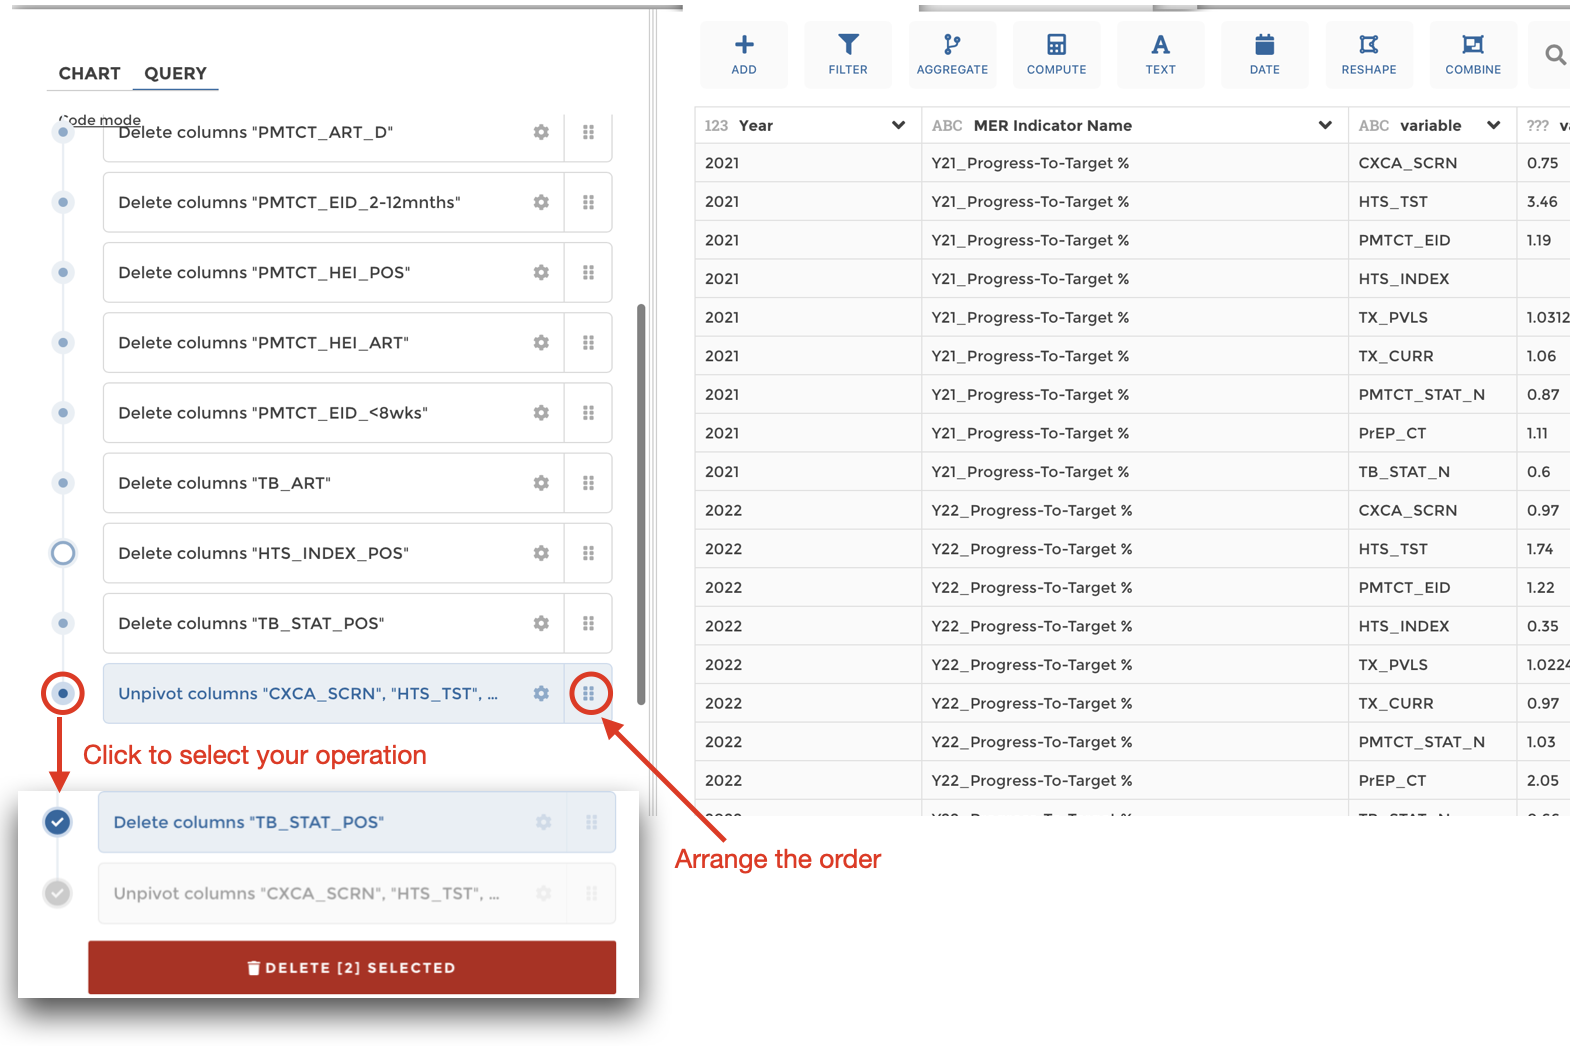 CHART QUERY
Code mode
Delete columns "PMTCT_ART_D"
Delete columns "PMTCT_EID_2-12mnths"
Delete columns "PMTCT_HEI_POS"
Delete columns "PMTCT_HEI_ART"
Delete columns "PMTCT_EID_<8wks"
Delete columns "TB_ART"
Delete columns "HTS_INDEX_POS"
Delete columns "TB_STAT_POS"
Unpivot columns "CXCA_SCRN", "HTS_TST", ...
Click to select your operation
Delete columns "TB_STAT_POS"
Unpivot columns "CXCA_SCRN", "HTS_TST", ...
DELETE [2] SELECTED
Arrange the order
ADD FILTER AGGREGATE COMPUTE TEXT DATE RESHAPE COMBINE
123 Year ABC MER Indicator Name ABC variable ???
2021 Y21_Progress-To-Target % CXCA_SCRN 0.75
2021 Y21_Progress-To-Target % HTS_TST 3.46
2021 Y21_Progress-To-Target % PMTCT_EID 1.19
2021 Y21_Progress-To-Target % HTS_INDEX
2021 Y21_Progress-To-Target % TX_PVLS 1.0312
2021 Y21_Progress-To-Target % TX_CURR 1.06
2021 Y21_Progress-To-Target % PMTCT_STAT_N 0.87
2021 Y21_Progress-To-Target % PrEP_CT 1.11
2021 Y21_Progress-To-Target % TB_STAT_N 0.6
2022 Y22_Progress-To-Target % CXCA_SCRN 0.97
2022 Y22_Progress-To-Target % HTS_TST 1.74
2022 Y22_Progress-To-Target % PMTCT_EID 1.22
2022 Y22_Progress-To-Target % HTS_INDEX 0.35
2022 Y22_Progress-To-Target % TX_PVLS 1.0224
2022 Y22_Progress-To-Target % TX_CURR 0.97
2022 Y22_Progress-To-Target % PMTCT_STAT_N 1.03
2022 Y22_Progress-To-Target % PrEP_CT 2.05